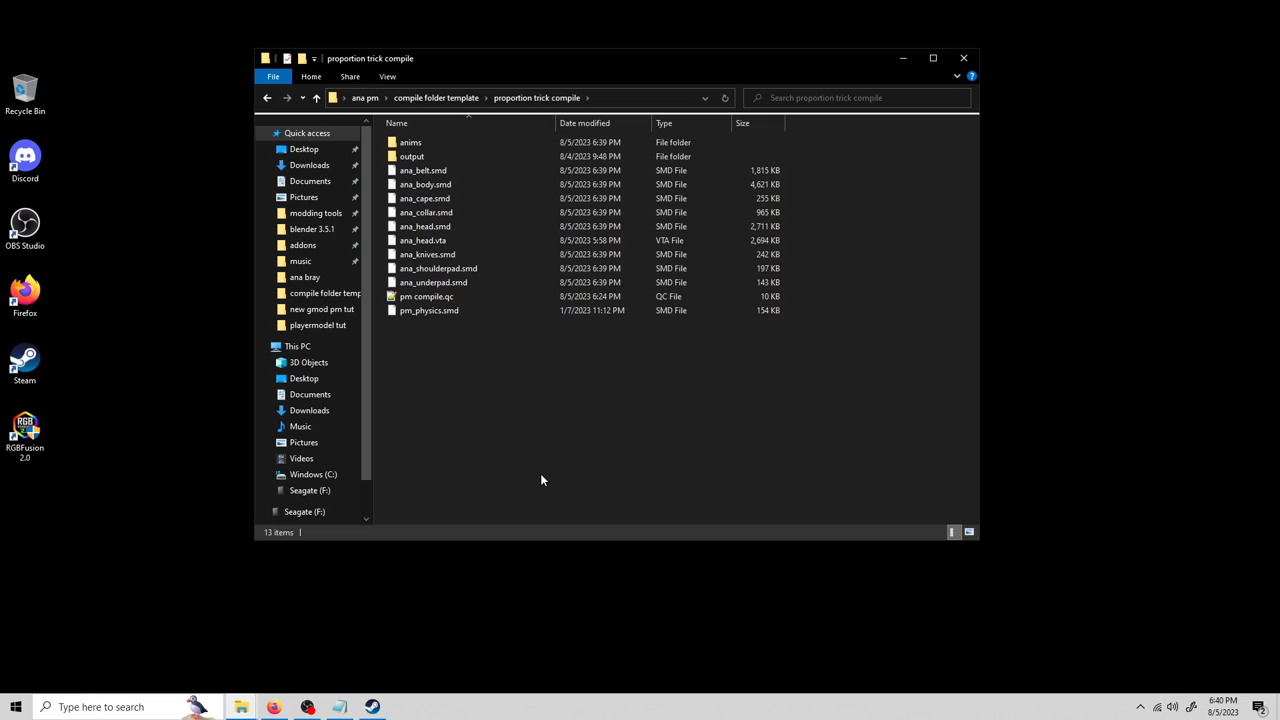 Recycle Bin
Discord
OBS Studio
Firefox
Steam
RGBFusion
2.0
proportion trick compile
File Home Share View
ana pm compile folder template proportion trick compile
Search proportion trick compile
Quick access
Desktop
Downloads
Documents
Pictures
modding tools
blender 3.5.1
addons
music
ana bray
compile folder temp
new gmod pm tut
playermodel tut
This PC
3D Objects
Desktop
Documents
Downloads
Music
Pictures
Videos
Windows (C:)
Seagate (F:)
Seagate (F:)
Name Date modified Type Size
anims 8/5/2023 6:39 PM File folder
output 8/4/2023 9:48 PM File folder
ana_belt.smd 8/5/2023 6:39 PM SMD File 1,815 KB
ana_body.smd 8/5/2023 6:39 PM SMD File 4,621 KB
ana_cape.smd 8/5/2023 6:39 PM SMD File 255 KB
ana_collar.smd 8/5/2023 6:39 PM SMD File 965 KB
ana_head.smd 8/5/2023 6:39 PM SMD File 2,711 KB
ana_head.vta 8/5/2023 5:58 PM VTA File 2,694 KB
ana_knives.smd 8/5/2023 6:39 PM SMD File 242 KB
ana_shoulderpad.smd 8/5/2023 6:39 PM SMD File 197 KB
ana_underpad.smd 8/5/2023 6:39 PM SMD File 143 KB
pm compile.qc 8/5/2023 6:24 PM QC File 10 KB
pm_physics.smd 1/7/2023 11:12 PM SMD File 154 KB
13 items
Type here to search
6:40 PM
8/5/2023
2